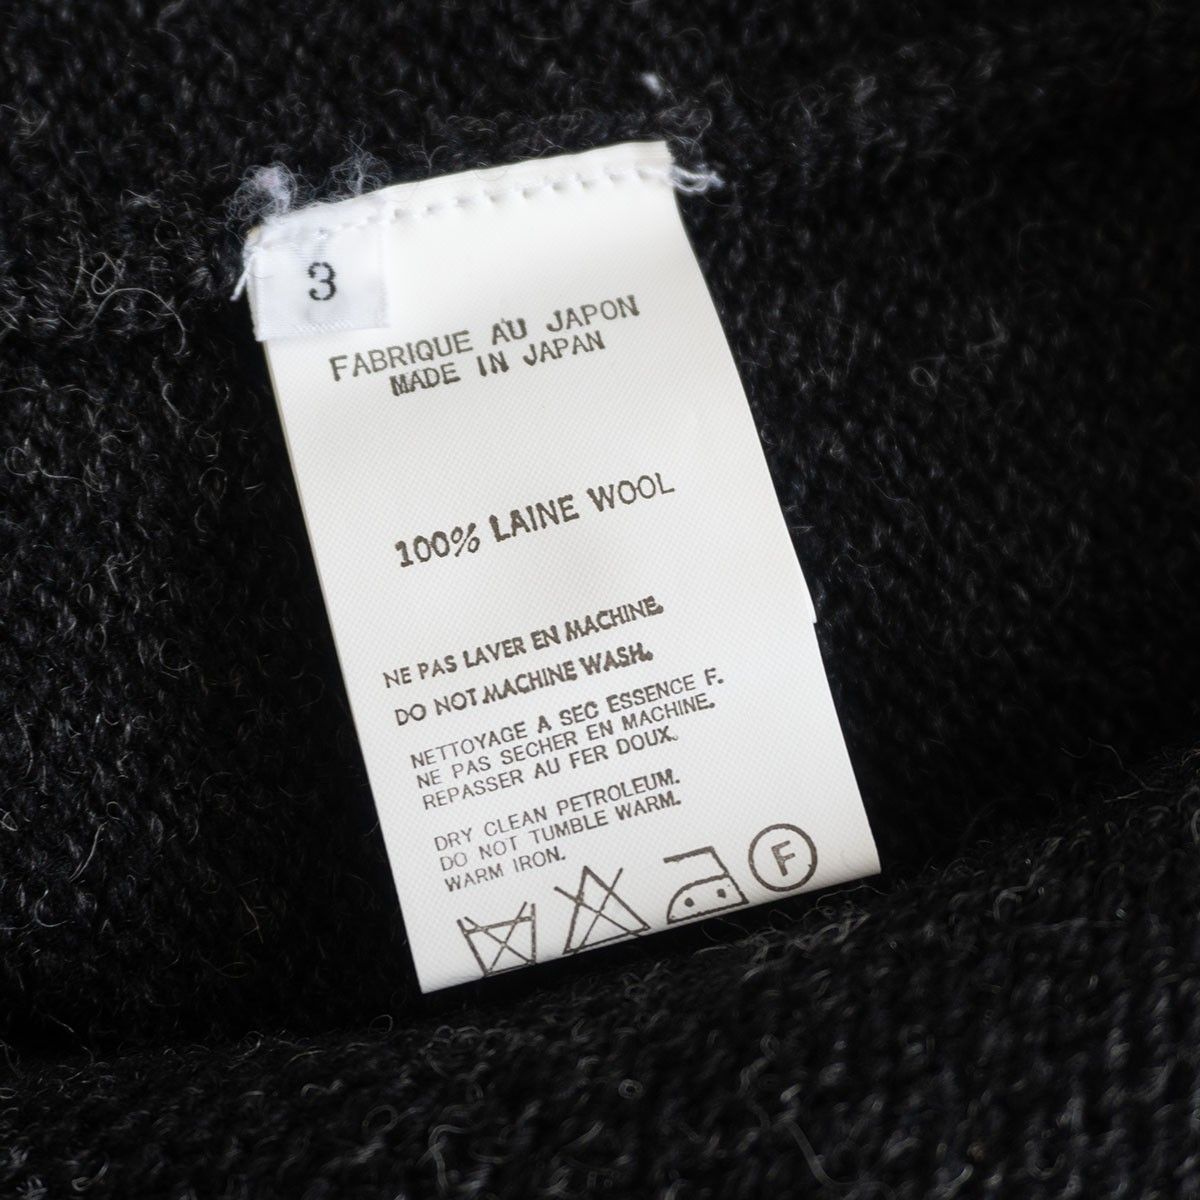 3
FABRIQUE AU JAPON
MADE IN JAPAN
100% LAINE WOOL
NE PAS LAVER EN MACHINE.
DO NOT MACHINE WASH.
NETTOYAGE A SEC ESSENCE F.
NE PAS SECHER EN MACHINE.
REPASSER AU FER DOUX.
DRY CLEAN PETROLEUM.
DO NOT TUMBLE WARM.
WARM IRON.
F